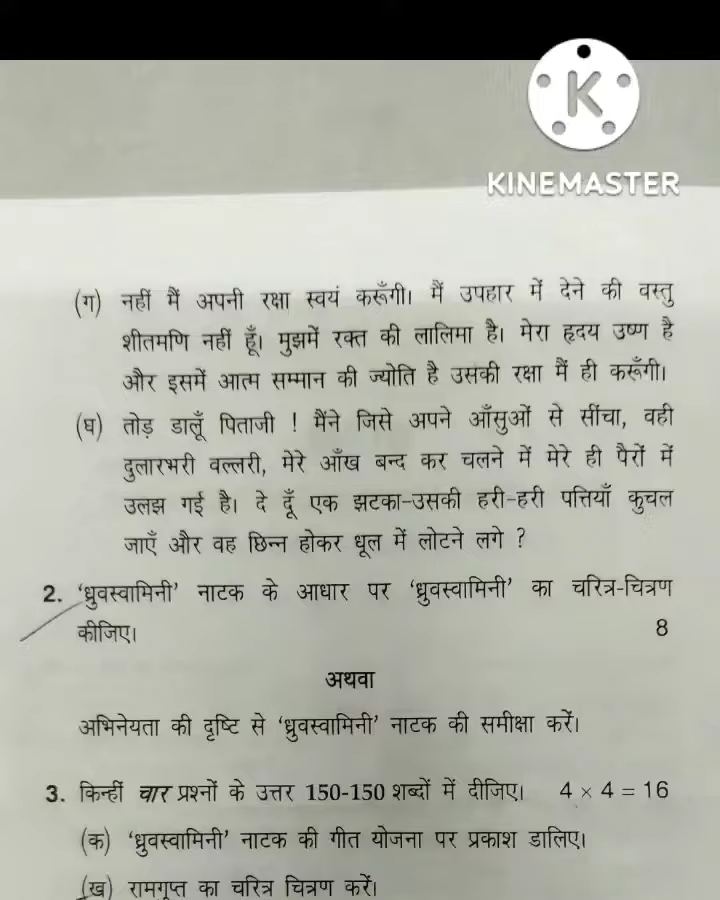 KINEMASTER
(ग) नहीं मैं अपनी रक्षा स्वयं करूँगी। मैं उपहार में देने की वस्तु
शीतमणि नहीं हूँ। मुझमें रक्त की लालिमा है। मेरा हृदय उष्ण है
और इसमें आत्म सम्मान की ज्योति है उसकी रक्षा मैं ही करूँगी।
(घ) तोड़ डालूँ पिताजी ! मैंने जिसे अपने आँसुओं से सींचा, वही
दुलारभरी वल्लरी, मेरे आँख बन्द कर चलने में मेरे ही पैरों में
उलझ गई है। दे दूँ एक झटका-उसकी हरी-हरी पत्तियाँ कुचल
जाएँ और वह छिन्न होकर धूल में लोटने लगे ?
2. ‘ध्रुवस्वामिनी’ नाटक के आधार पर ‘ध्रुवस्वामिनी’ का चरित्र-चित्रण
कीजिए। 8
अथवा
अभिनेयता की दृष्टि से ‘ध्रुवस्वामिनी’ नाटक की समीक्षा करें।
3. किन्हीं चार प्रश्नों के उत्तर 150-150 शब्दों में दीजिए। 4 × 4 = 16
(क) ‘ध्रुवस्वामिनी’ नाटक की गीत योजना पर प्रकाश डालिए।
(ख) रामगुप्त का चरित्र चित्रण करें।